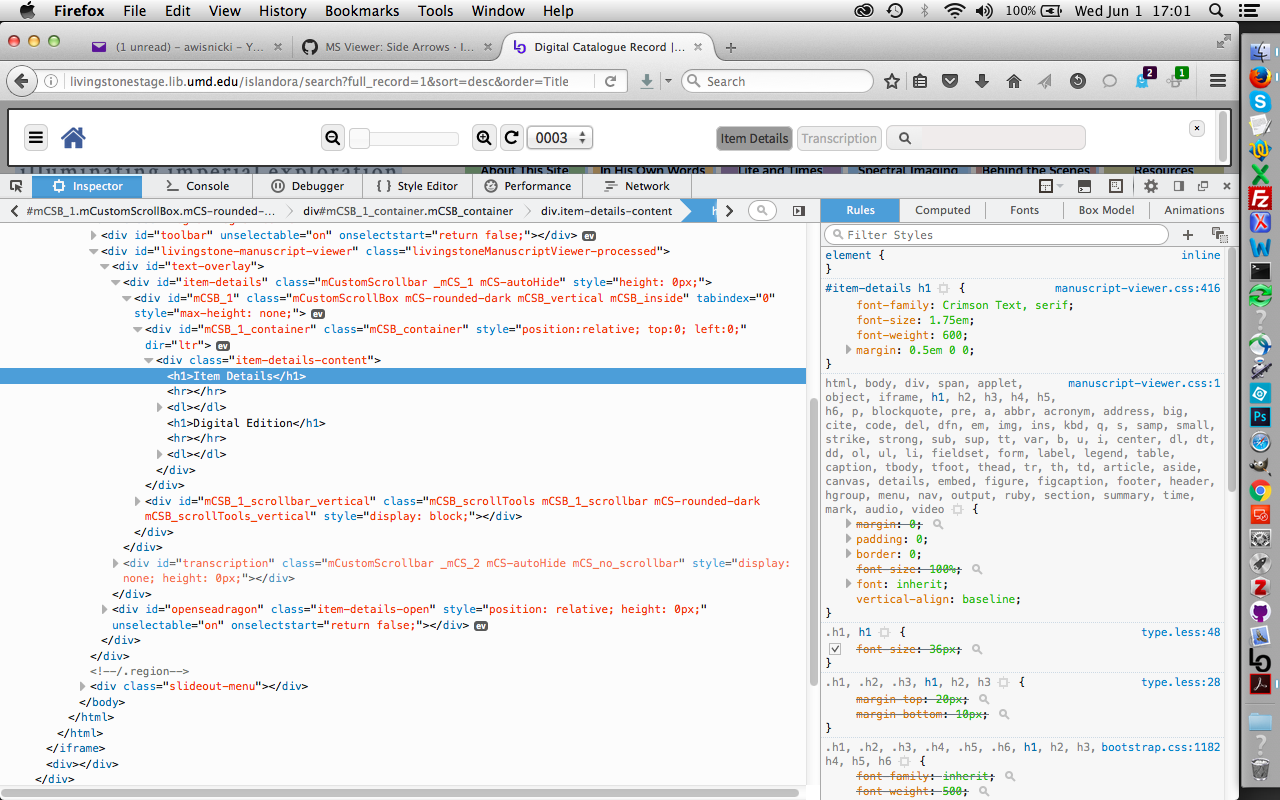 Firefox File Edit View History Bookmarks Tools Window Help 100% Wed Jun 1 17:01
(1 unread) - awisnicki - Y... MS Viewer: Side Arrows · I... Digital Catalogue Record |...
livingstonestage.lib.umd.edu/islandora/search?full_record=1&sort=desc&order=Title Search 2 1
0003 Item Details Transcription
illuminating imperial exploration About This Site In His Own Words Life and Times Spectral Imaging Behind the Scenes Resources
Inspector Console Debugger Style Editor Performance Network
#mCSB_1.mCustomScrollBox.mCS-rounded-... div#mCSB_1_container.mCSB_container div.item-details-content h
<div id="toolbar" unselectable="on" onselectstart="return false;"></div> ev
<div id="livingstone-manuscript-viewer" class="livingstoneManuscriptViewer-processed">
<div id="text-overlay">
<div id="item-details" class="mCustomScrollbar _mCS_1 mCS-autoHide" style="height: 0px;">
<div id="mCSB_1" class="mCustomScrollBox mCS-rounded-dark mCSB_vertical mCSB_inside" tabindex="0"
style="max-height: none;"> ev
<div id="mCSB_1_container" class="mCSB_container" style="position:relative; top:0; left:0;"
dir="ltr"> ev
<div class="item-details-content">
<h1>Item Details</h1>
<hr></hr>
<dl></dl>
<h1>Digital Edition</h1>
<hr></hr>
<dl></dl>
</div>
</div>
<div id="mCSB_1_scrollbar_vertical" class="mCSB_scrollTools mCSB_1_scrollbar mCS-rounded-dark
mCSB_scrollTools_vertical" style="display: block;"></div>
</div>
</div>
<div id="transcription" class="mCustomScrollbar _mCS_2 mCS-autoHide mCS_no_scrollbar" style="display:
none; height: 0px;"></div>
</div>
<div id="openseadragon" class="item-details-open" style="position: relative; height: 0px;"
unselectable="on" onselectstart="return false;"></div> ev
</div>
</div>
<!--/.region-->
<div class="slideout-menu"></div>
</body>
</html>
</html>
</iframe>
<div></div>
</div>
Rules Computed Fonts Box Model Animations
Filter Styles
element { inline
}
#item-details h1 { manuscript-viewer.css:416
font-family: Crimson Text, serif;
font-size: 1.75em;
font-weight: 600;
margin: 0.5em 0 0;
}
html, body, div, span, applet, manuscript-viewer.css:1
object, iframe, h1, h2, h3, h4, h5,
h6, p, blockquote, pre, a, abbr, acronym, address, big,
cite, code, del, dfn, em, img, ins, kbd, q, s, samp, small,
strike, strong, sub, sup, tt, var, b, u, i, center, dl, dt,
dd, ol, ul, li, fieldset, form, label, legend, table,
caption, tbody, tfoot, thead, tr, th, td, article, aside,
canvas, details, embed, figure, figcaption, footer, header,
hgroup, menu, nav, output, ruby, section, summary, time,
mark, audio, video {
margin: 0;
padding: 0;
border: 0;
font-size: 100%;
font: inherit;
vertical-align: baseline;
}
.h1, h1 { type.less:48
font-size: 36px;
}
.h1, .h2, .h3, h1, h2, h3 { type.less:28
margin-top: 20px;
margin-bottom: 10px;
}
.h1, .h2, .h3, .h4, .h5, .h6, h1, h2, h3, bootstrap.css:1182
h4, h5, h6 {
font-family: inherit;
font-weight: 500;